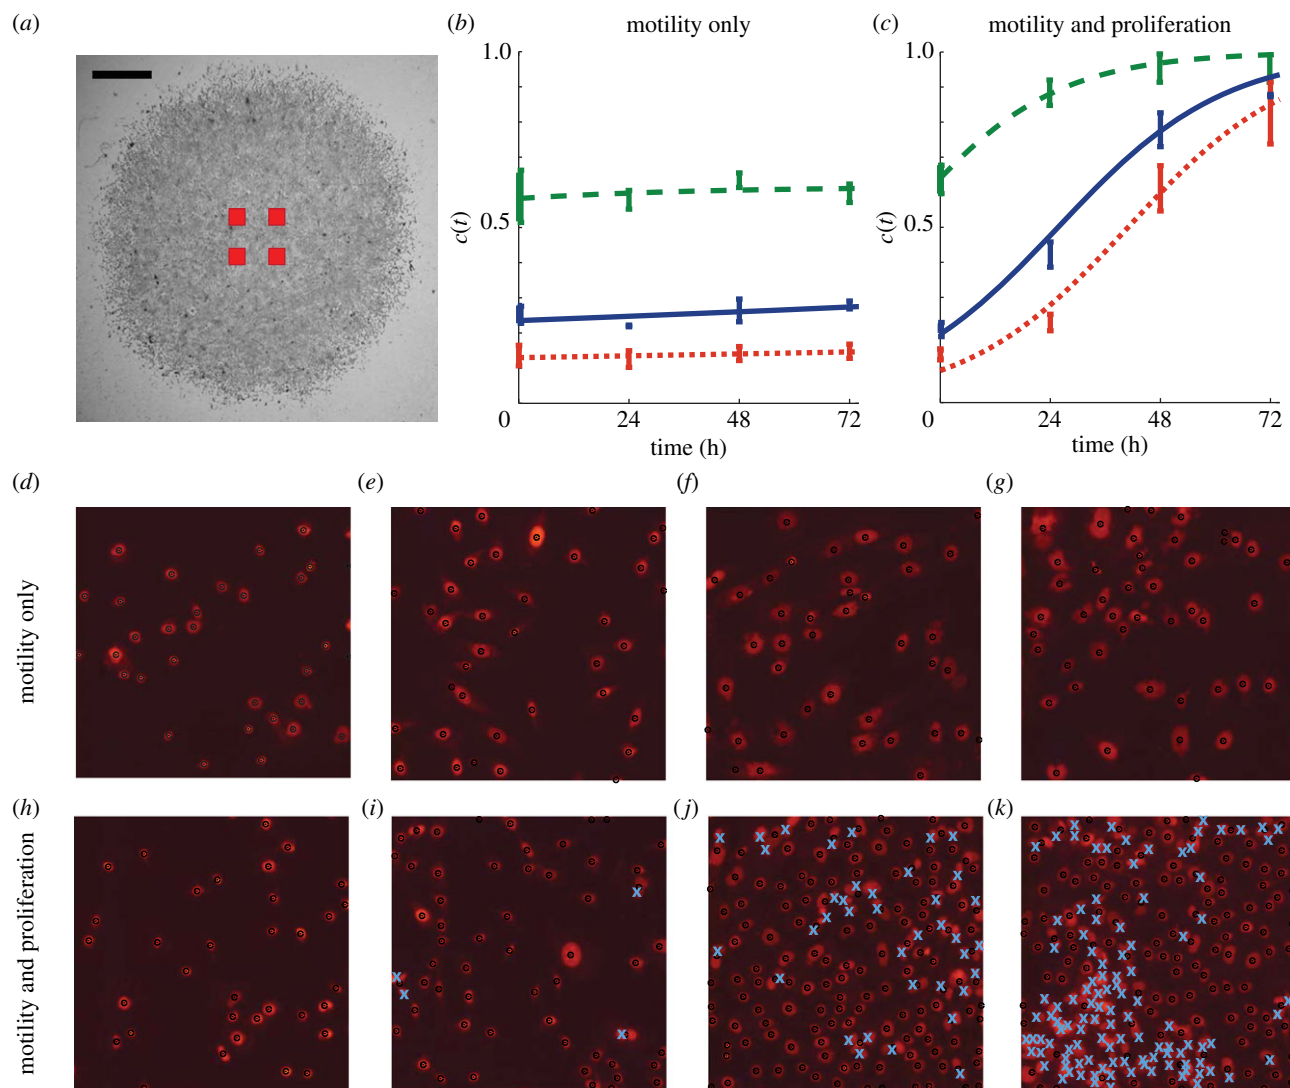 (a)
(b) motility only
(c) motility and proliferation
1.0
0.5
0
c(t)
24 48 72
time (h)
1.0
0.5
0
c(t)
24 48 72
time (h)
(d) (e) (f) (g)
motility only
(h) (i) (j) (k)
motility and proliferation